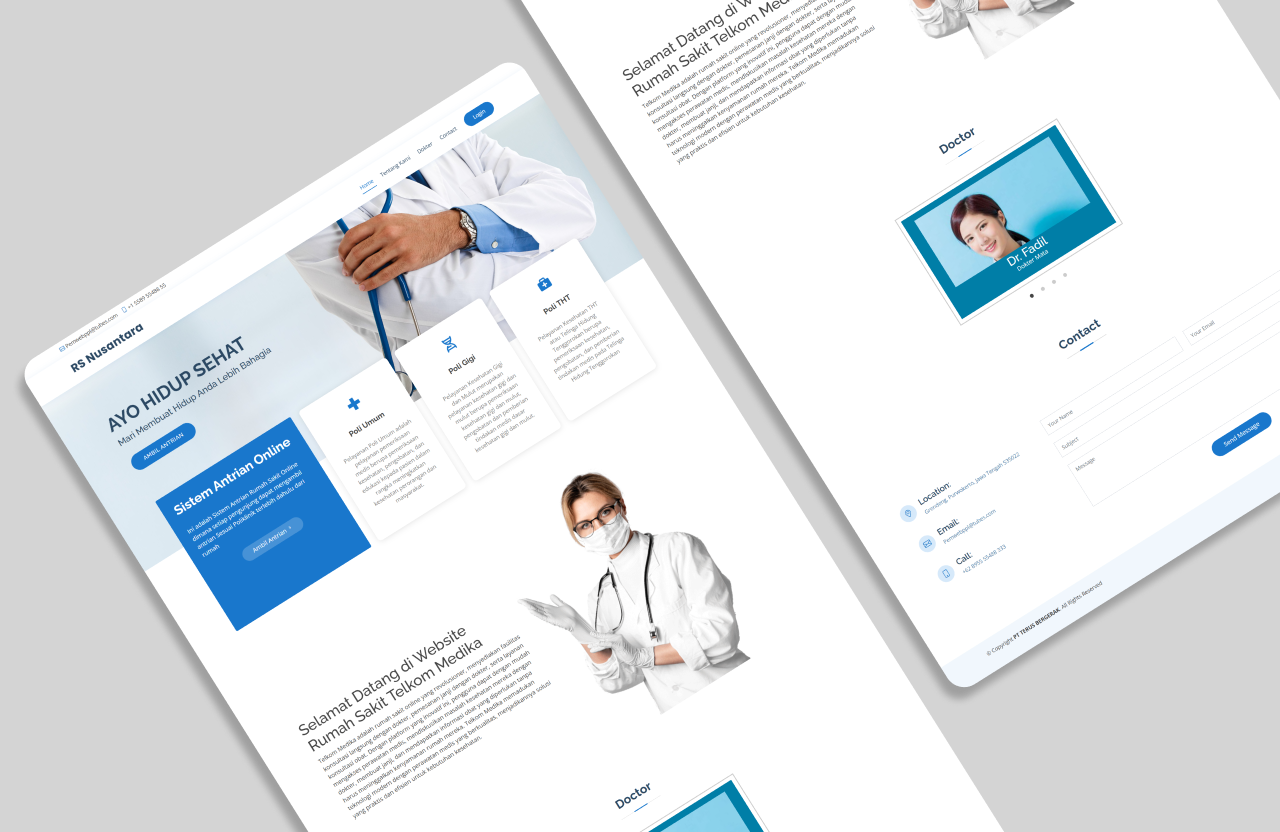 Pemwebppl@tubes.com
+1 5589 55488 55
RS Nusantara
Home
Tentang Kami
Dokter
Contact
Login
AYO HIDUP SEHAT
Mari Membuat Hidup Anda Lebih Bahagia
AMBIL ANTRIAN
Sistem Antrian Online
Ini adalah Sistem Antrian Rumah Sakit Online
dimana setiap pengunjung dapat mengambil
antrian Sesuai Poliklinik terlebih dahulu dari
rumah
Ambil Antrian
Poli Umum
Pelayanan Poli Umum adalah
pelayanan pemeriksaan
medis berupa pemeriksaan
kesehatan, pengobatan, dan
edukasi kepada pasien dalam
rangka meningkatkan
kesehatan perorangan dan
masyarakat.
Poli Gigi
Pelayanan Kesehatan Gigi
dan Mulut merupakan
pelayanan kesehatan gigi dan
mulut berupa pemeriksaan
kesehatan gigi dan mulut,
pengobatan dan pemberian
tindakan medis dasar
kesehatan gigi dan mulut.
Poli THT
Pelayanan Kesehatan THT
atau Telinga Hidung
Tenggorokan berupa
pemeriksaan kesehatan,
pengobatan, dan pemberian
tindakan medis pada Telinga
Hidung Tenggorokan
Selamat Datang di Website
Rumah Sakit Telkom Medika
Telkom Medika adalah rumah sakit online yang revolusioner, menyediakan fasilitas
konsultasi langsung dengan dokter, pemesanan janji dengan dokter, serta layanan
konsultasi obat. Dengan platform yang inovatif ini, pengguna dapat dengan mudah
mengakses perawatan medis, mendiskusikan masalah kesehatan mereka dengan
dokter, membuat janji, dan mendapatkan informasi obat yang diperlukan tanpa
harus meninggalkan kenyamanan rumah mereka. Telkom Medika memadukan
teknologi modern dengan perawatan medis yang berkualitas, menjadikannya solusi
yang praktis dan efisien untuk kebutuhan kesehatan.
Doctor
Selamat Datang di W
Rumah Sakit Telkom Med
Telkom Medika adalah rumah sakit online yang revolusioner, menyed
konsultasi langsung dengan dokter, pemesanan janji dengan dokter, serta lay
konsultasi obat. Dengan platform yang inovatif ini, pengguna dapat dengan mudah
mengakses perawatan medis, mendiskusikan masalah kesehatan mereka dengan
dokter, membuat janji, dan mendapatkan informasi obat yang diperlukan tanpa
harus meninggalkan kenyamanan rumah mereka. Telkom Medika memadukan
teknologi modern dengan perawatan medis yang berkualitas, menjadikannya solusi
yang praktis dan efisien untuk kebutuhan kesehatan.
Doctor
Dr. Fadil
Dokter Mata
Contact
Your Name
Your Email
Subject
Message
Send Message
Location:
Grendeng, Purwokerto, Jawa Tengah 535022
Email:
Pemwebppl@tubes.com
Call:
+62 8955 55488 333
© Copyright PT TERUS BERGERAK. All Rights Reserved